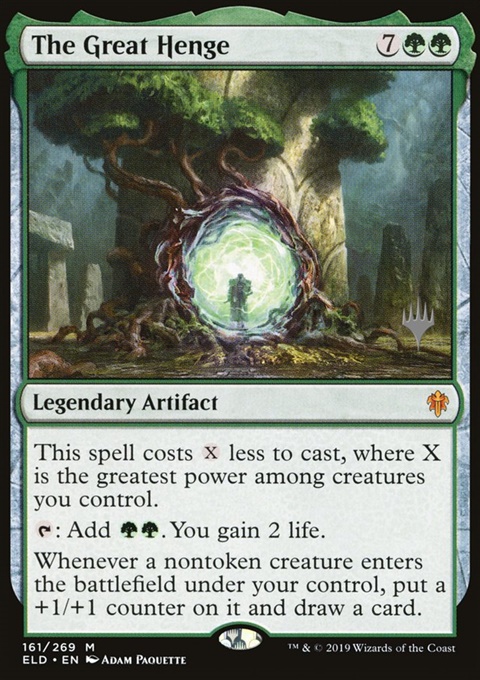 The Great Henge 7
Legendary Artifact
This spell costs X less to cast, where X
is the greatest power among creatures
you control.
: Add . You gain 2 life.
Whenever a nontoken creature enters
the battlefield under your control, put a
+1/+1 counter on it and draw a card.
161/269 M
ELD • EN Adam Paquette
™ & © 2019 Wizards of the Coast